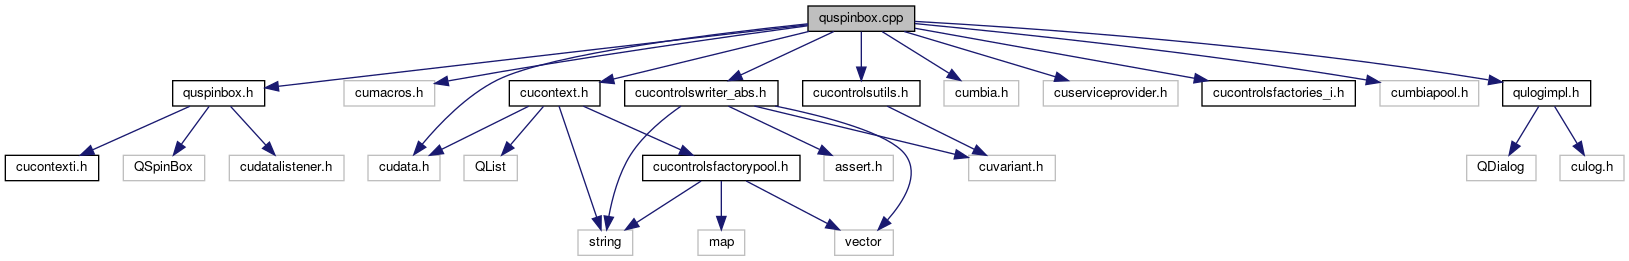 quspinbox.cpp
quspinbox.h
cumacros.h
cucontext.h
cucontrolswriter_abs.h
cucontrolsutils.h
cumbia.h
cuserviceprovider.h
cucontrolsfactories_i.h
cumbiapool.h
qulogimpl.h
cucontexti.h
QSpinBox
cudatalistener.h
cudata.h
QList
cucontrolsfactorypool.h
assert.h
cuvariant.h
QDialog
culog.h
string
map
vector